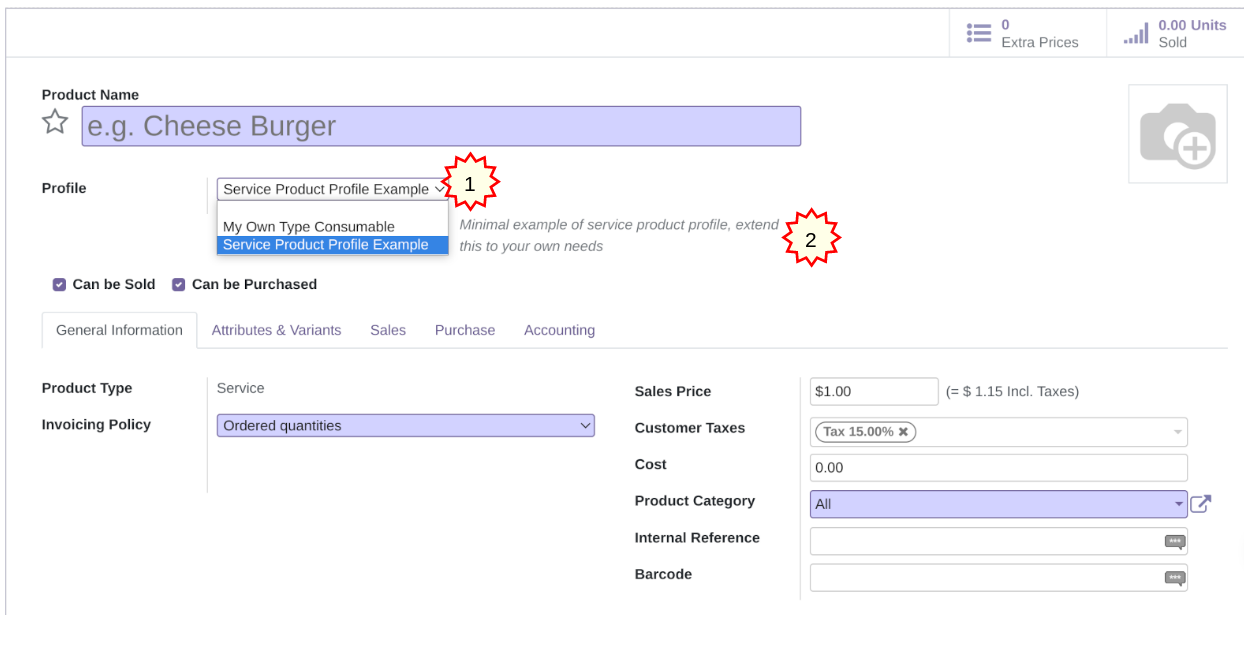 0
Extra Prices
0.00 Units
Sold
Product Name
e.g. Cheese Burger
Profile
Service Product Profile Example
1
My Own Type Consumable
Service Product Profile Example
Minimal example of service product profile, extend
this to your own needs
2
Can be Sold
Can be Purchased
General Information
Attributes & Variants
Sales
Purchase
Accounting
Product Type
Service
Invoicing Policy
Ordered quantities
Sales Price
$1.00
(= $ 1.15 Incl. Taxes)
Customer Taxes
Tax 15.00% ✖
Cost
0.00
Product Category
All
Internal Reference
***
Barcode
***